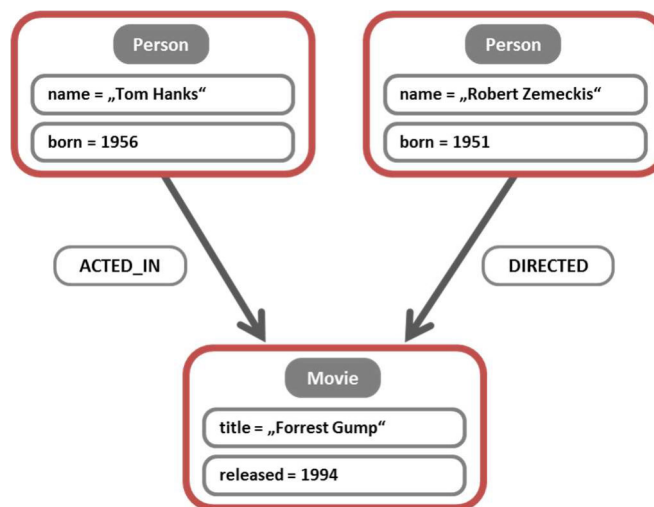 Person
name = „Tom Hanks“
born = 1956
Person
name = „Robert Zemeckis“
born = 1951
ACTED_IN
DIRECTED
Movie
title = „Forrest Gump“
released = 1994